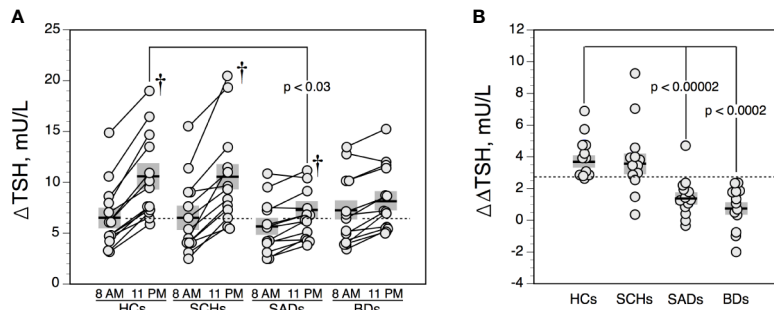 A
B
ΔTSH, mU/L
25
20
15
10
5
0
†
†
†
p < 0.03
8 AM 11 PM 8 AM 11 PM 8 AM 11 PM 8 AM 11 PM
HCs SCHs SADs BDs
ΔΔTSH, mU/L
12
10
8
6
4
2
0
-2
-4
p < 0.00002
p < 0.0002
HCs SCHs SADs BDs